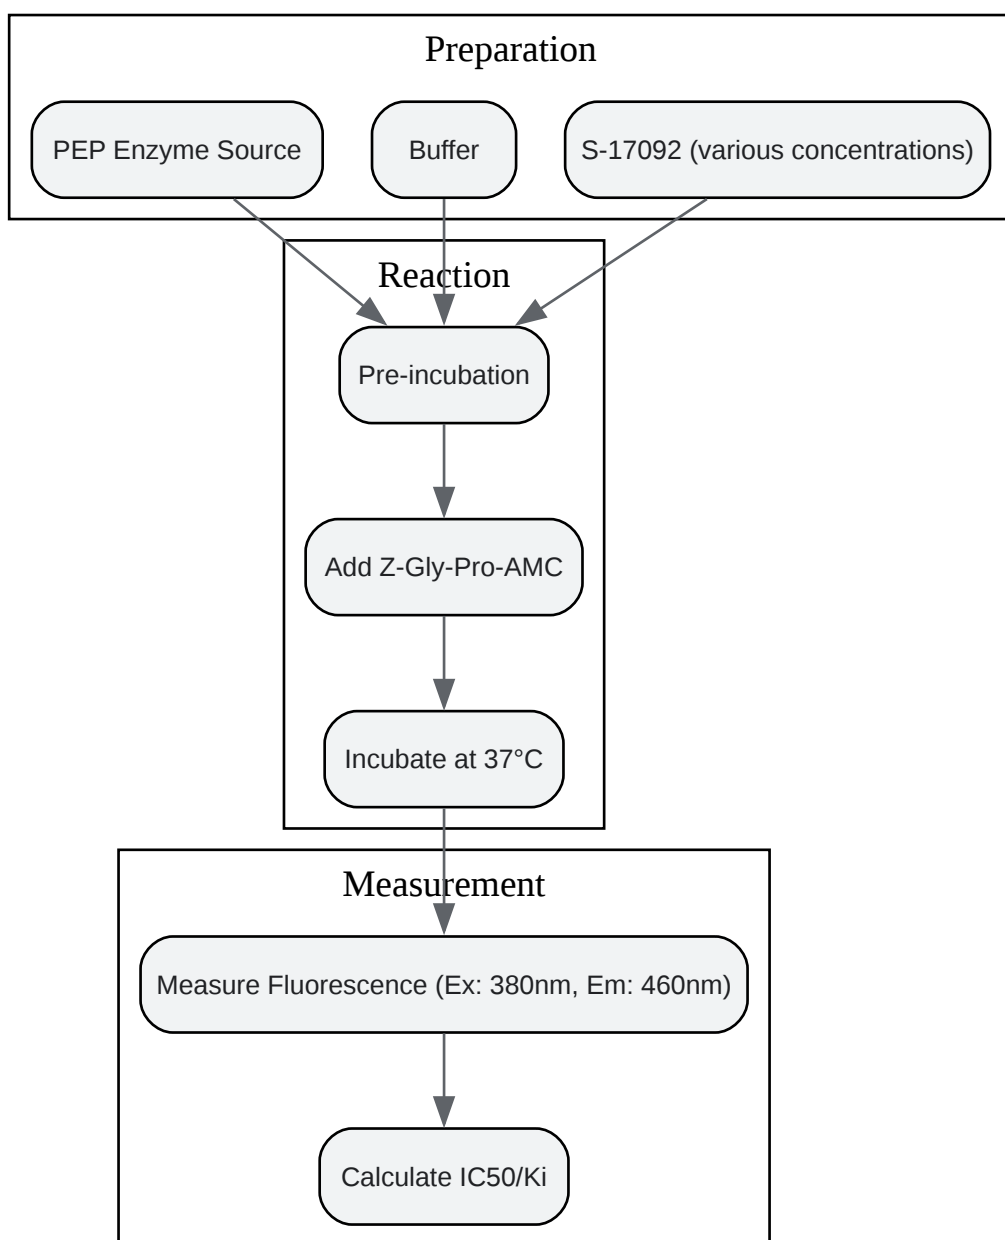 Preparation
PEP Enzyme Source
Buffer
S-17092 (various concentrations)
Reaction
Pre-incubation
Add Z-Gly-Pro-AMC
Incubate at 37°C
Measurement
Measure Fluorescence (Ex: 380nm, Em: 460nm)
Calculate IC50/Ki